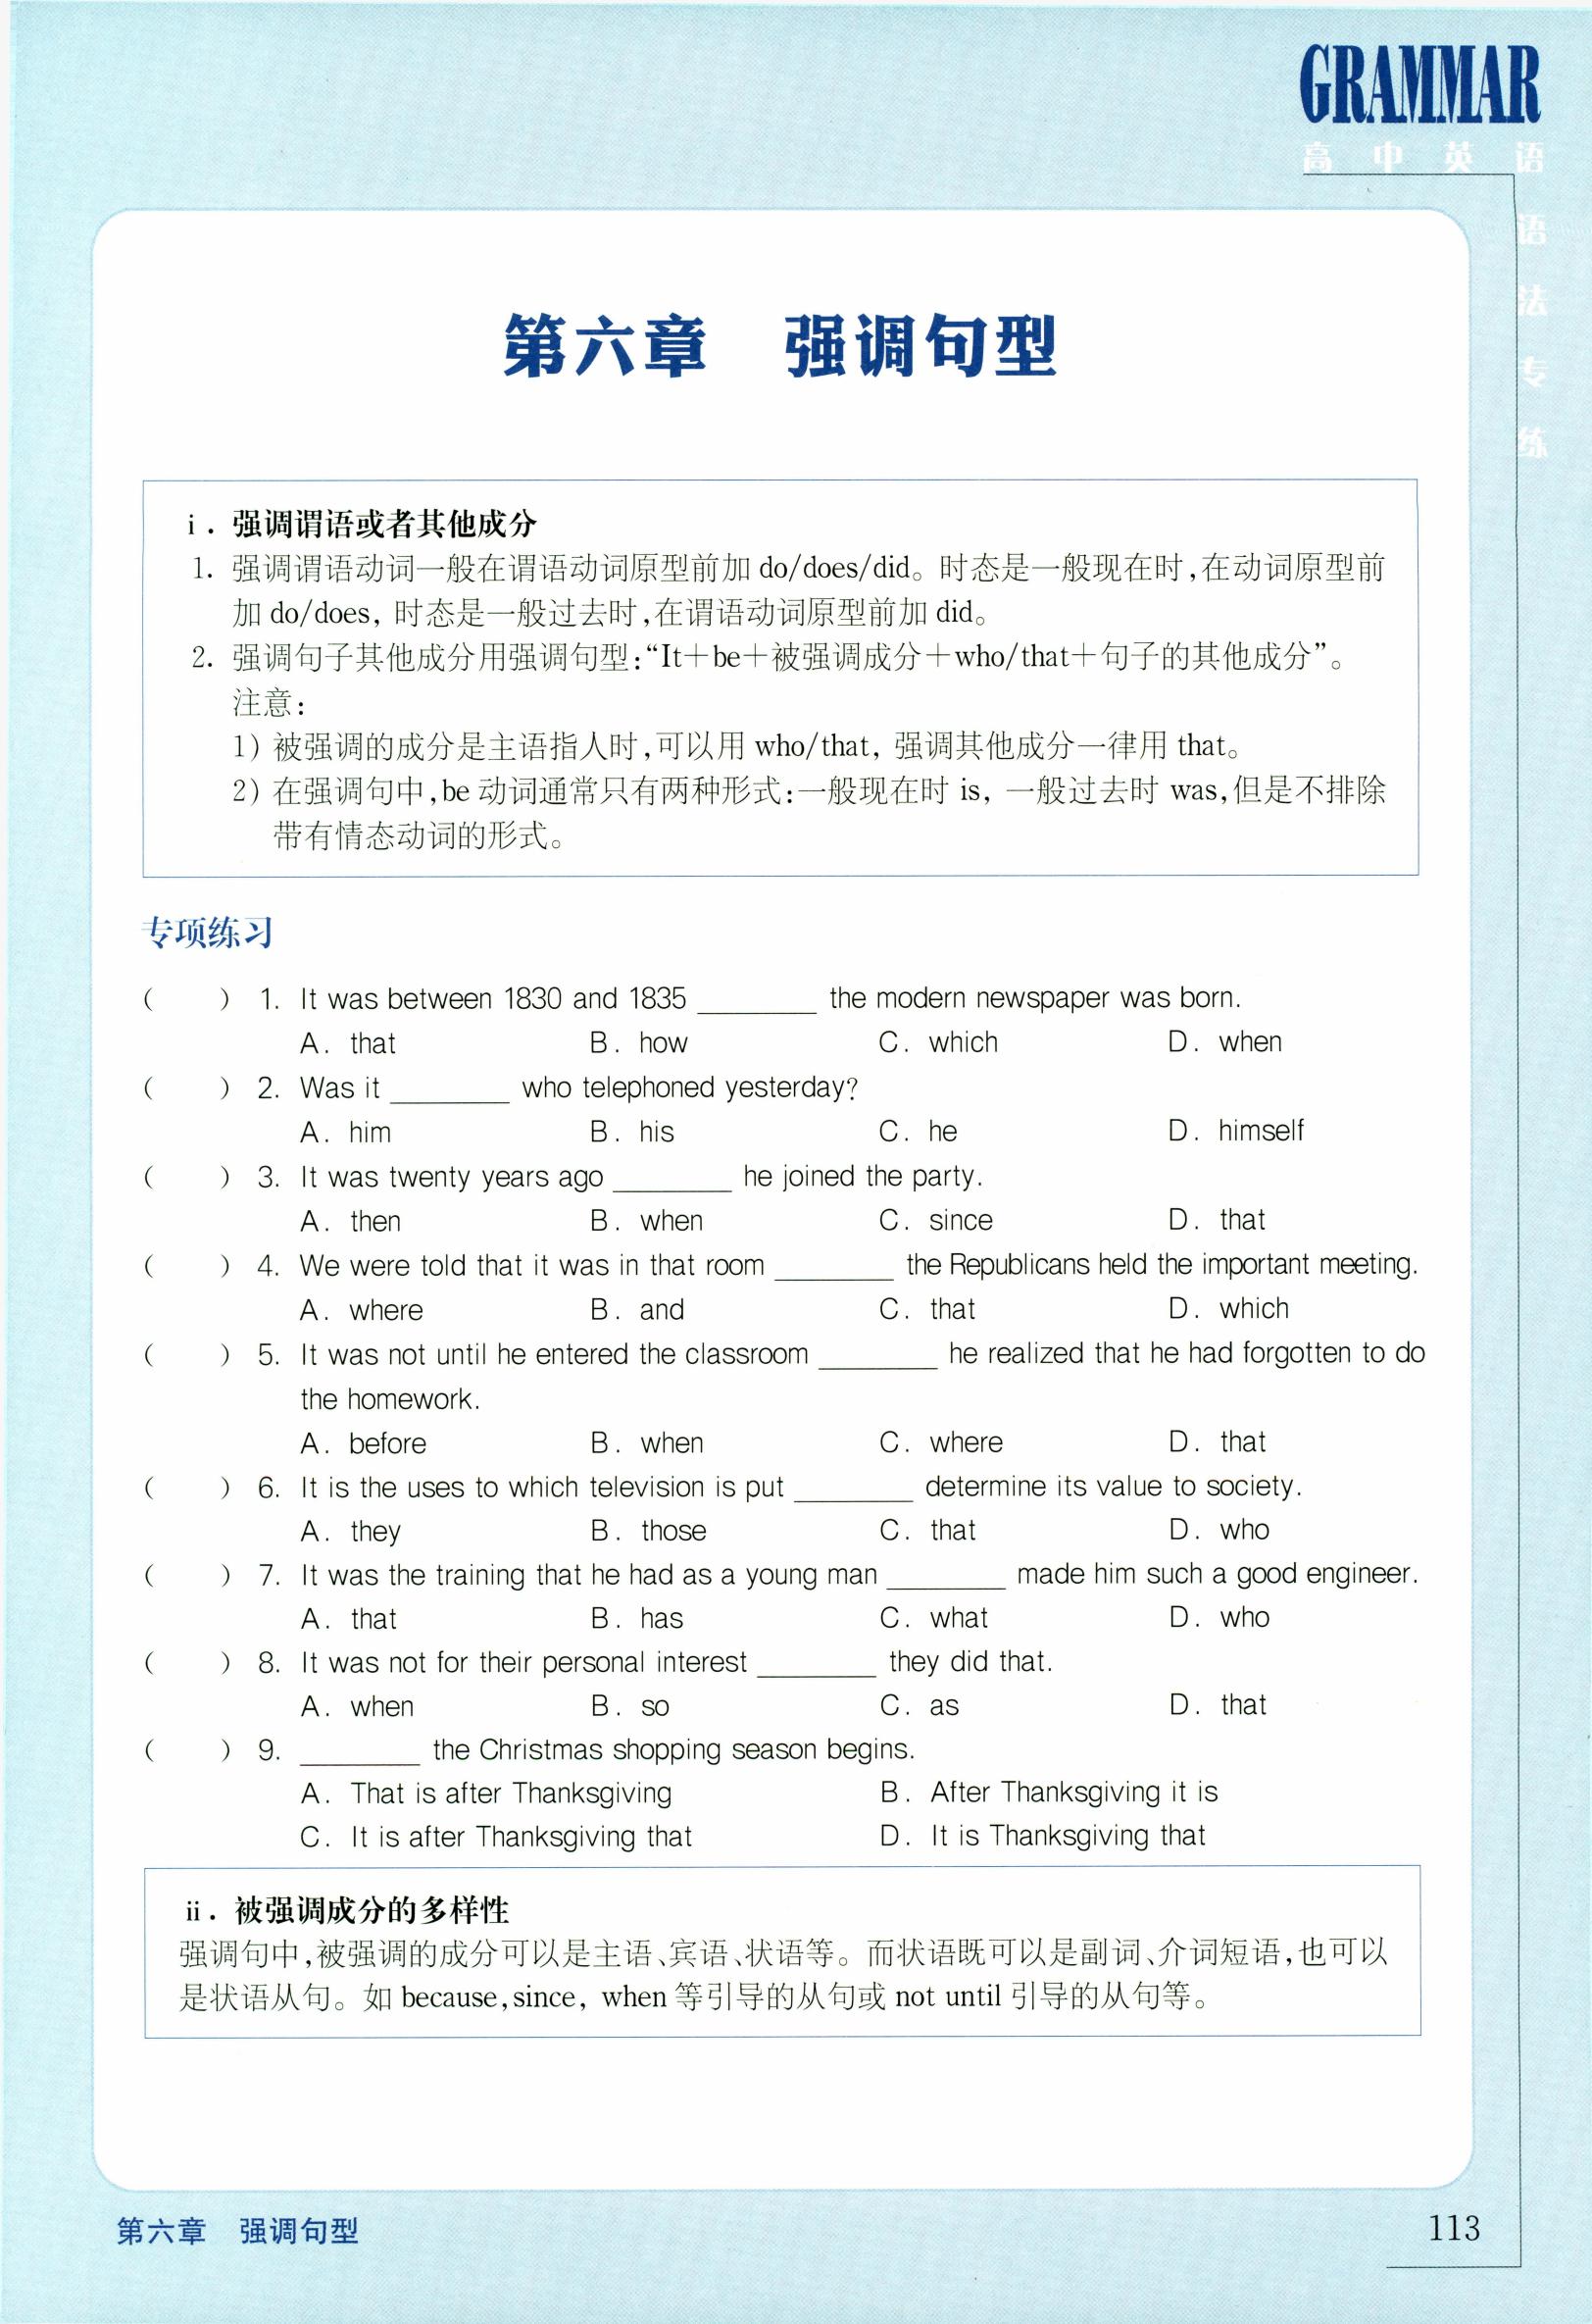 GRAMMAR
高中英语
语法专练
第六章 强调句型
ⅰ. 强调谓语或者其他成分
1. 强调谓语动词一般在谓语动词原型前加 do/does/did。时态是一般现在时,在动词原型前
加 do/does, 时态是一般过去时,在谓语动词原型前加 did。
2. 强调句子其他成分用强调句型:“It+be+被强调成分+who/that+句子的其他成分”。
注意:
1) 被强调的成分是主语指人时,可以用 who/that, 强调其他成分一律用 that。
2) 在强调句中,be 动词通常只有两种形式:一般现在时 is, 一般过去时 was,但是不排除
带有情态动词的形式。
专项练习
( ) 1. It was between 1830 and 1835 ________ the modern newspaper was born.
A. that B. how C. which D. when
( ) 2. Was it ________ who telephoned yesterday?
A. him B. his C. he D. himself
( ) 3. It was twenty years ago ________ he joined the party.
A. then B. when C. since D. that
( ) 4. We were told that it was in that room ________ the Republicans held the important meeting.
A. where B. and C. that D. which
( ) 5. It was not until he entered the classroom ________ he realized that he had forgotten to do
the homework.
A. before B. when C. where D. that
( ) 6. It is the uses to which television is put ________ determine its value to society.
A. they B. those C. that D. who
( ) 7. It was the training that he had as a young man ________ made him such a good engineer.
A. that B. has C. what D. who
( ) 8. It was not for their personal interest ________ they did that.
A. when B. so C. as D. that
( ) 9. ________ the Christmas shopping season begins.
A. That is after Thanksgiving B. After Thanksgiving it is
C. It is after Thanksgiving that D. It is Thanksgiving that
ⅱ. 被强调成分的多样性
强调句中,被强调的成分可以是主语、宾语、状语等。而状语既可以是副词、介词短语,也可以
是状语从句。如 because,since, when 等引导的从句或 not until 引导的从句等。
第六章 强调句型
113